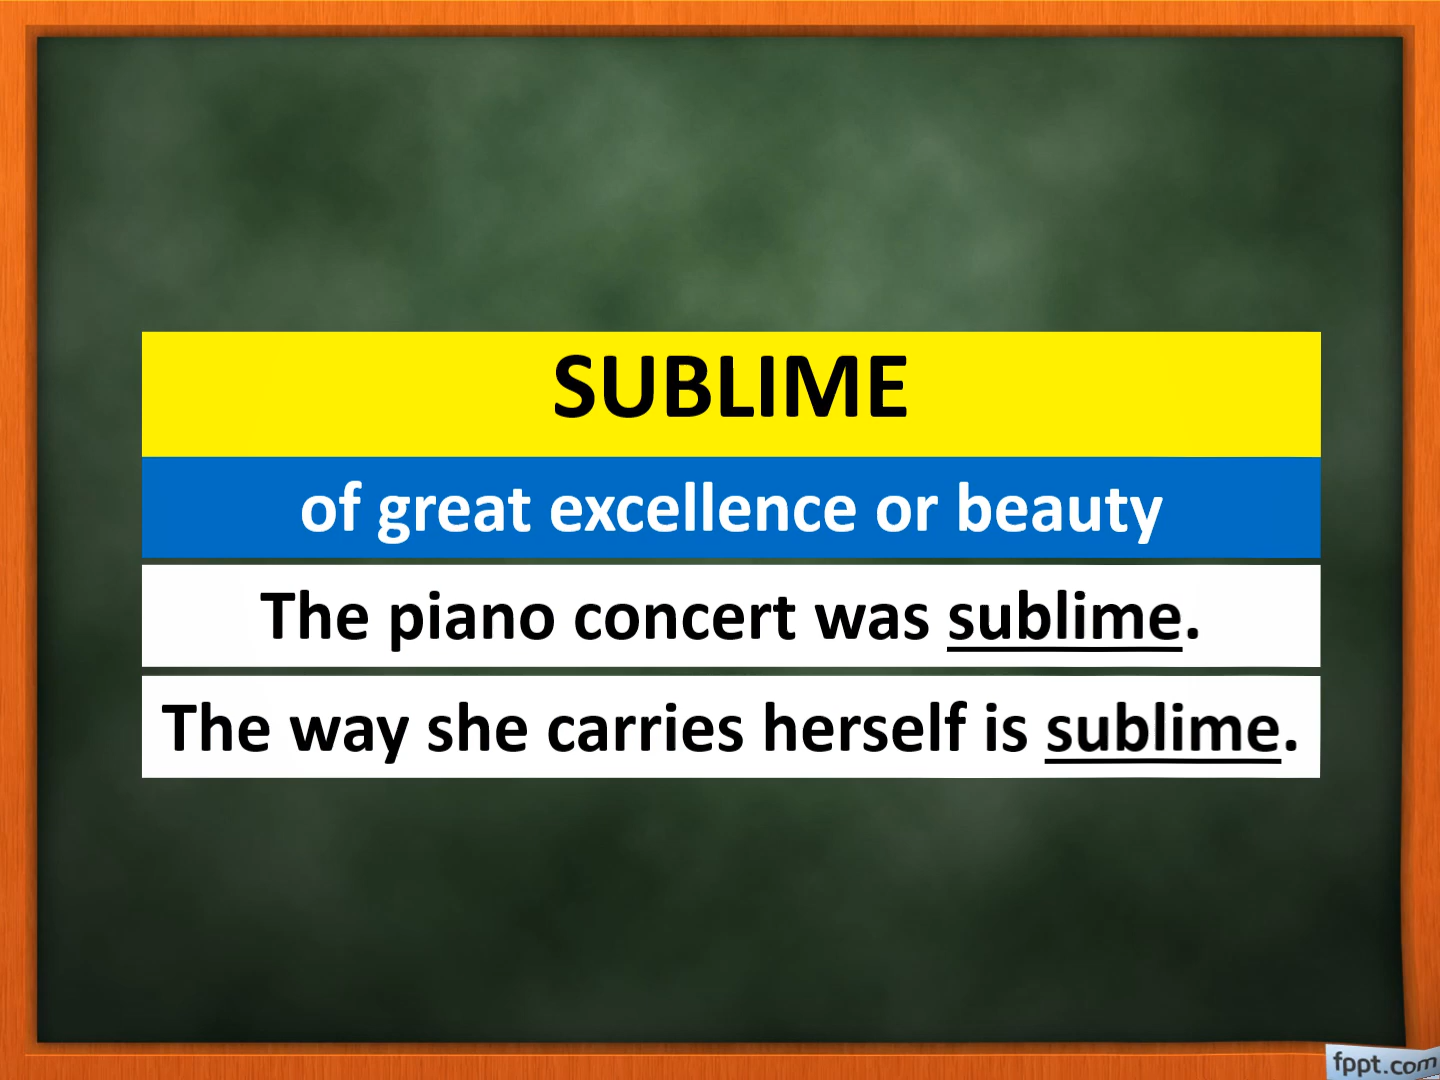 SUBLIME
of great excellence or beauty
The piano concert was sublime.
The way she carries herself is sublime.
fppt.com